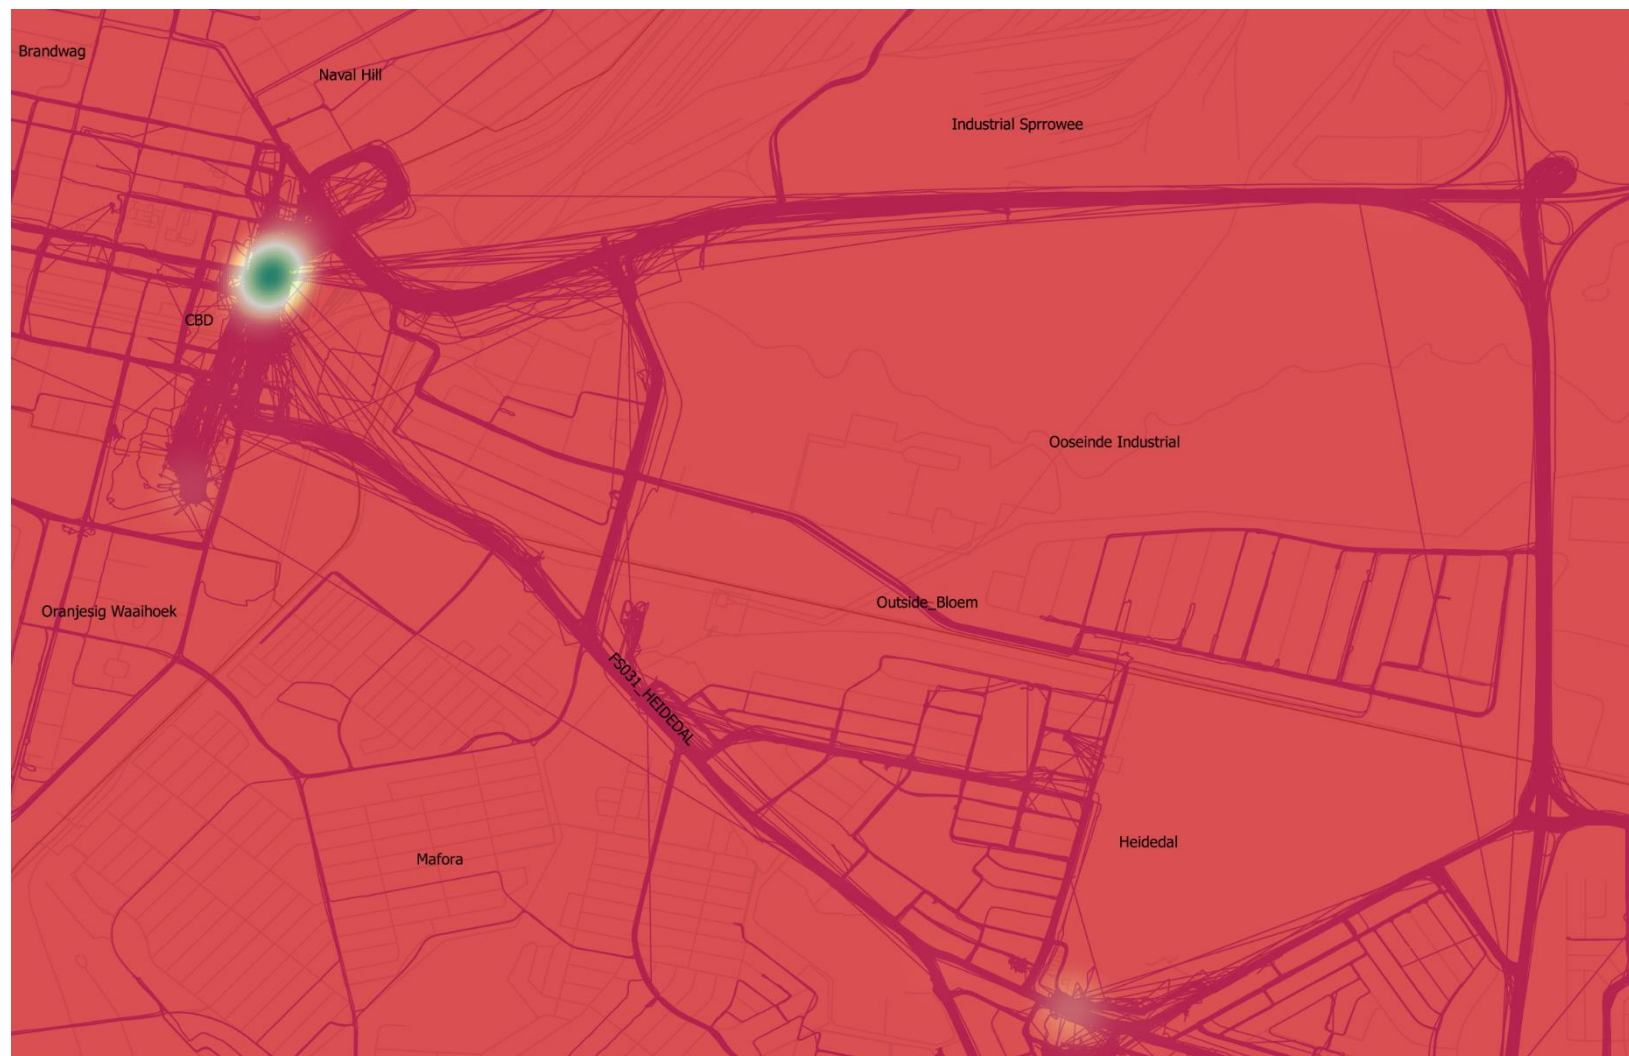 Brandwag
Naval Hill
Industrial Sprrowee
CBD
Ooseinde Industrial
Outside_Bloem
Oranjesig Waaihoek
FS031_HEIDEDAL
Heidedal
Mafora